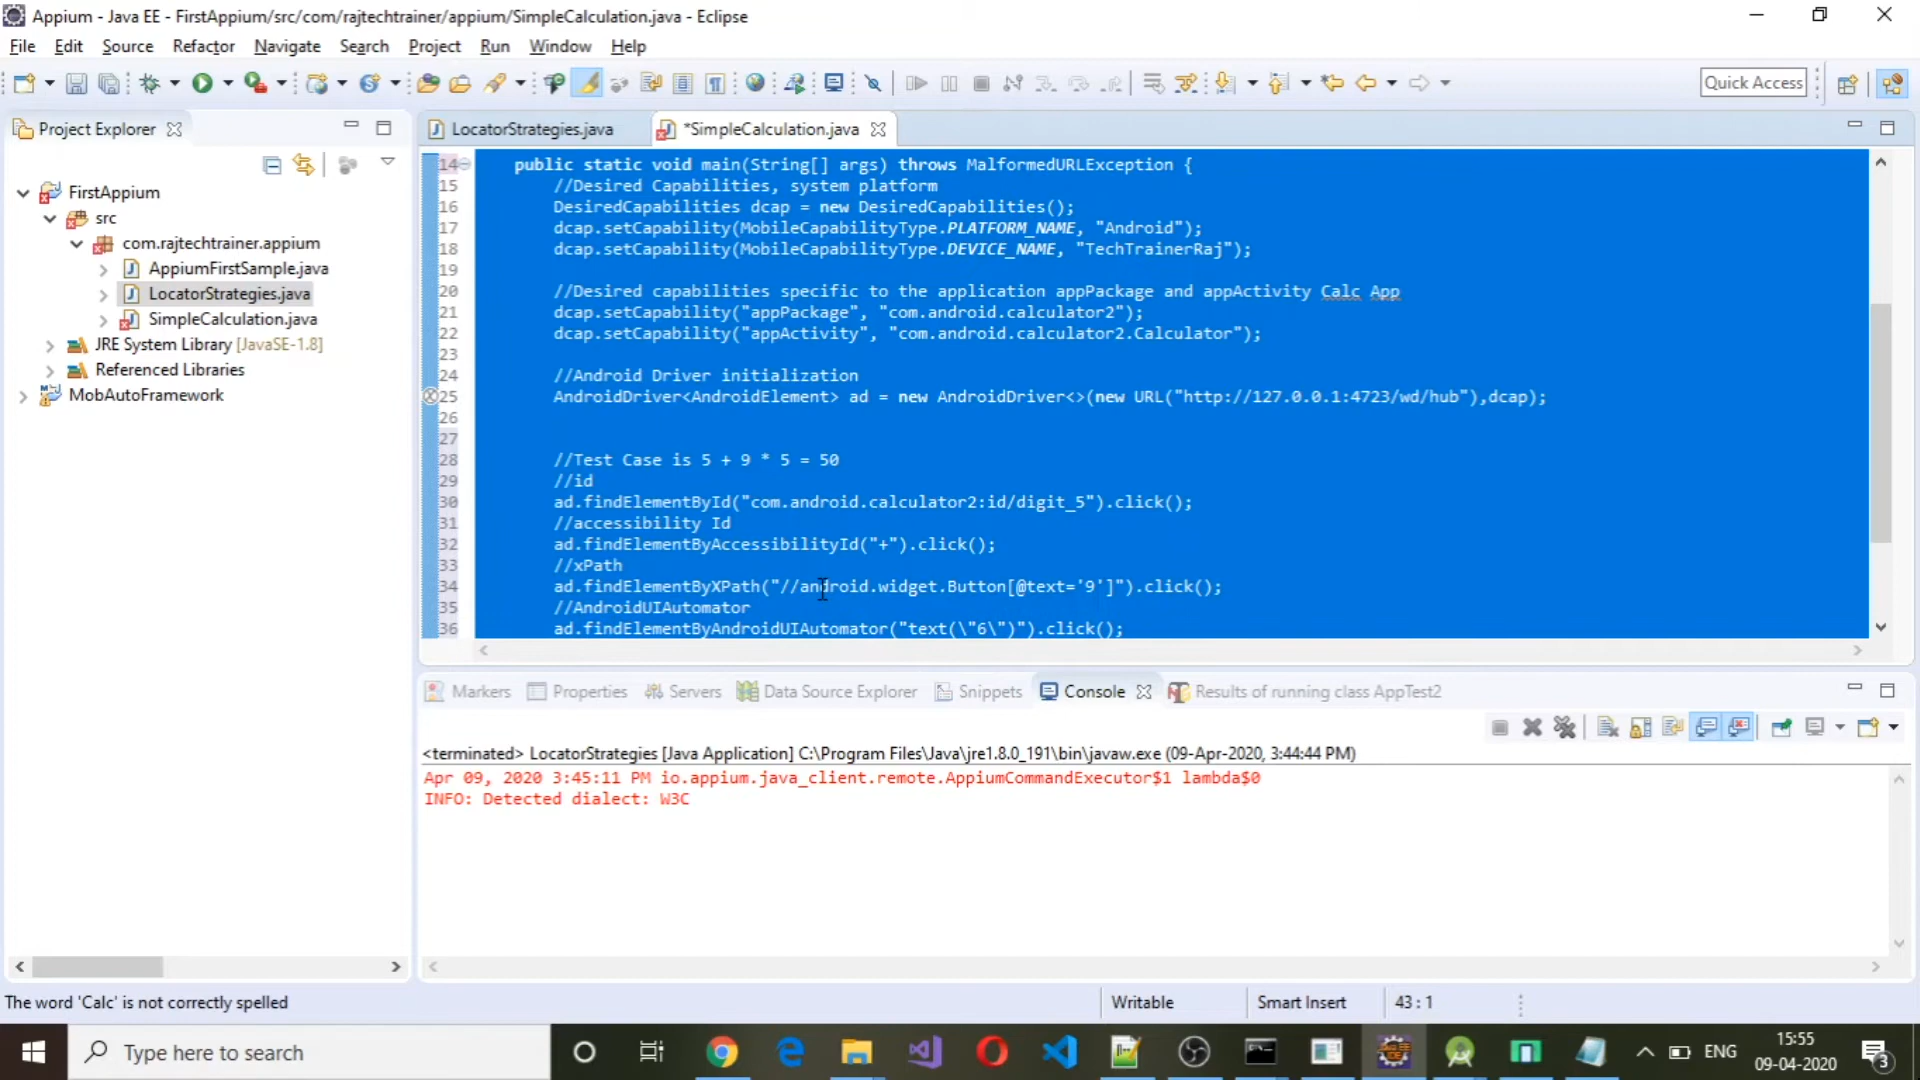 Appium - Java EE - FirstAppium/src/com/rajtechtrainer/appium/SimpleCalculation.java - Eclipse
File Edit Source Refactor Navigate Search Project Run Window Help
Quick Access
Project Explorer
LocatorStrategies.java
*SimpleCalculation.java
FirstAppium
src
com.rajtechtrainer.appium
AppiumFirstSample.java
LocatorStrategies.java
SimpleCalculation.java
JRE System Library [JavaSE-1.8]
Referenced Libraries
MobAutoFramework
14 public static void main(String[] args) throws MalformedURLException {
15 //Desired Capabilities, system platform
16 DesiredCapabilities dcap = new DesiredCapabilities();
17 dcap.setCapability(MobileCapabilityType.PLATFORM_NAME, "Android");
18 dcap.setCapability(MobileCapabilityType.DEVICE_NAME, "TechTrainerRaj");
19
20 //Desired capabilities specific to the application appPackage and appActivity Calc App
21 dcap.setCapability("appPackage", "com.android.calculator2");
22 dcap.setCapability("appActivity", "com.android.calculator2.Calculator");
23
24 //Android Driver initialization
25 AndroidDriver<AndroidElement> ad = new AndroidDriver<>(new URL("http://127.0.0.1:4723/wd/hub"),dcap);
26
27
28 //Test Case is 5 + 9 * 5 = 50
29 //id
30 ad.findElementById("com.android.calculator2:id/digit_5").click();
31 //accessibility Id
32 ad.findElementByAccessibilityId("+").click();
33 //xPath
34 ad.findElementByXPath("//android.widget.Button[@text='9']").click();
35 //AndroidUIAutomator
36 ad.findElementByAndroidUIAutomator("text(\"6\")").click();
Markers Properties Servers Data Source Explorer Snippets Console Results of running class AppTest2
<terminated> LocatorStrategies [Java Application] C:\Program Files\Java\jre1.8.0_191\bin\javaw.exe (09-Apr-2020, 3:44:44 PM)
Apr 09, 2020 3:45:11 PM io.appium.java_client.remote.AppiumCommandExecutor$1 lambda$0
INFO: Detected dialect: W3C
The word 'Calc' is not correctly spelled
Writable
Smart Insert
43 : 1
Type here to search
ENG
15:55
09-04-2020
3